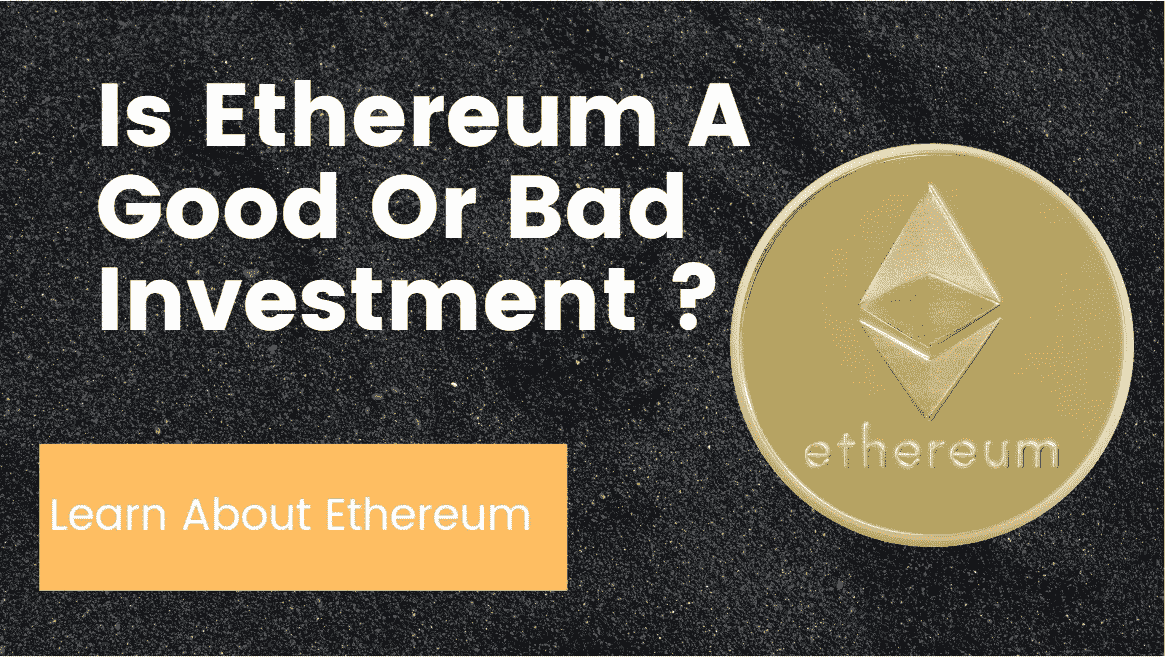 Is Ethereum A
Good Or Bad
Investment ?
ethereum
Learn About Ethereum